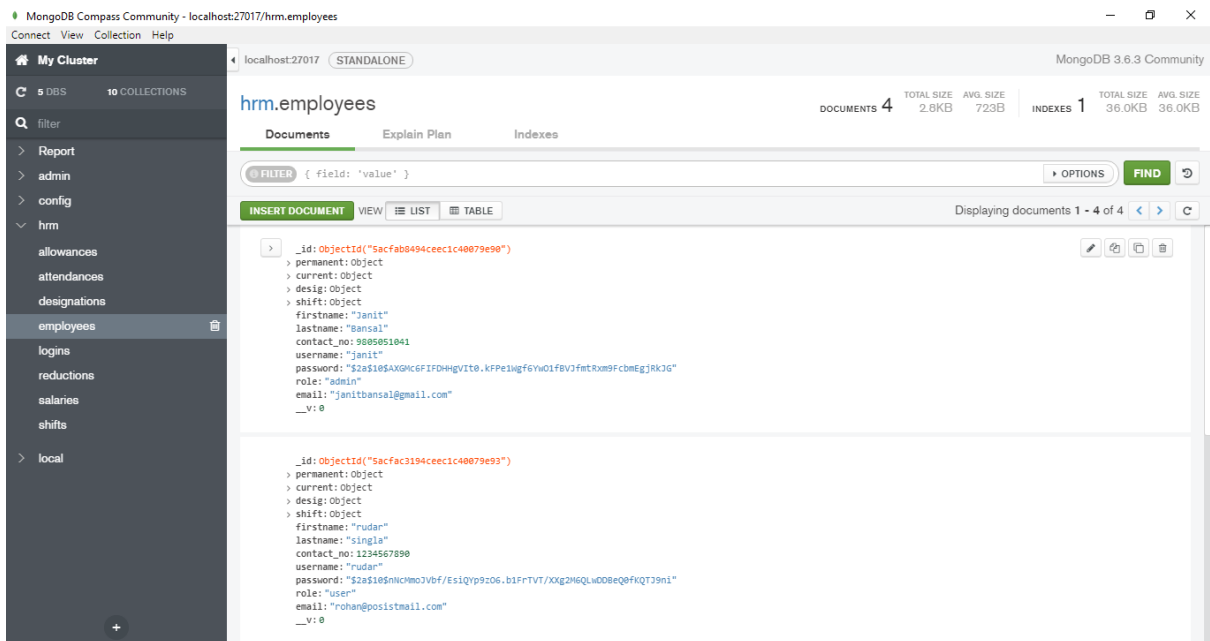 MongoDB Compass Community - localhost:27017/hrm.employees
Connect View Collection Help
My Cluster
5 DBS 10 COLLECTIONS
filter
Report
admin
config
hrm
allowances
attendances
designations
employees
logins
reductions
salaries
shifts
local
+
localhost:27017 STANDALONE MongoDB 3.6.3 Community
hrm.employees
DOCUMENTS 4 TOTAL SIZE 2.8KB AVG. SIZE 723B INDEXES 1 TOTAL SIZE 36.0KB AVG. SIZE 36.0KB
Documents Explain Plan Indexes
FILTER { field: 'value' } OPTIONS FIND
INSERT DOCUMENT VIEW LIST TABLE Displaying documents 1 - 4 of 4 < > C
_id: ObjectId("5acfab8494ceec1c40079e90")
> permanent: Object
> current: Object
> desig: Object
> shift: Object
firstname: "Janit"
lastname: "Bansal"
contact_no: 9805051041
username: "janit"
password: "$2a$10$AXGMc6FIFDHHgVIt0.kFPe1Wgf6YwO1fBVJfmtRxm9FcbmEgjRkJG"
role: "admin"
email: "janitbansal@gmail.com"
__v: 0
_id: ObjectId("5acfac3194ceec1c40079e93")
> permanent: Object
> current: Object
> desig: Object
> shift: Object
firstname: "rudar"
lastname: "singla"
contact_no: 1234567890
username: "rudar"
password: "$2a$10$nNcMmoJVbf/EsiQYp9zO6.b1FrTVT/XXg2M6QLwDDBeQ0fKQTJ9ni"
role: "user"
email: "rohan@posistmail.com"
__v: 0